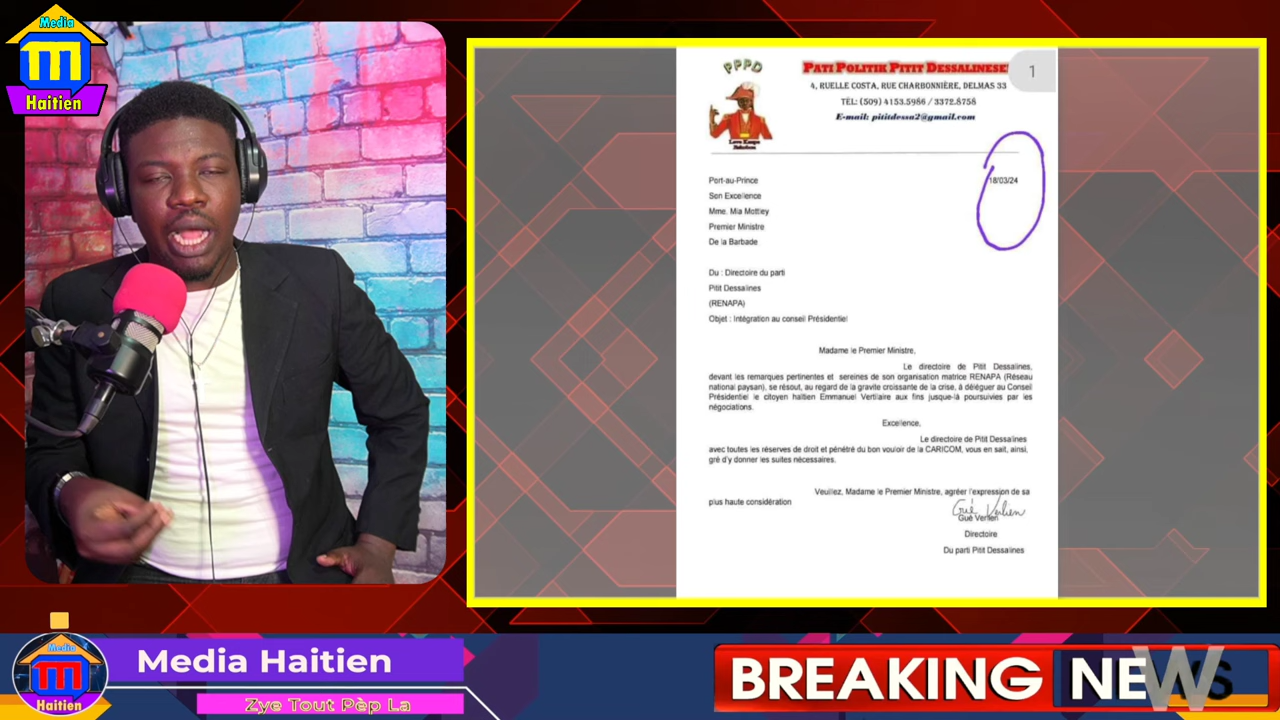 Media
Haitien
PPPD
PATI POLITIK PITIT DESSALINES
4, RUELLE COSTA, RUE CHARBONNIÈRE, DELMAS 33
TÈL: (509) 4153.5986 / 3372.8758
E-mail: pititdessa2@gmail.com
1
Port-au-Prince
18/03/24
Son Excellence
Mme. Mia Mottley
Premier Ministre
De la Barbade
Du : Directoire du parti
Pitit Dessalines
(RENAPA)
Objet : Intégration au conseil Présidentiel
Madame le Premier Ministre,
Le directoire de Pitit Dessalines,
devant les remarques pertinentes et sereines de son organisation matrice RENAPA (Réseau
national paysan), se résout, au regard de la gravite croissante de la crise, à déléguer au Conseil
Présidentiel le citoyen haïtien Emmanuel Vertilaire aux fins jusque-là poursuivies par les
négociations.
Excellence,
Le directoire de Pitit Dessalines
avec toutes les réserves de droit et pénétré du bon vouloir de la CARICOM, vous en sait, ainsi,
gré d'y donner les suites nécessaires.
Veuillez, Madame le Premier Ministre, agréer l'expression de sa
plus haute considération
Gué Verlien
Gué Verlien
Directoire
Du parti Pitit Dessalines
Media
Haitien
Media Haitien
Zye Tout Pèp La
BREAKING NEWS